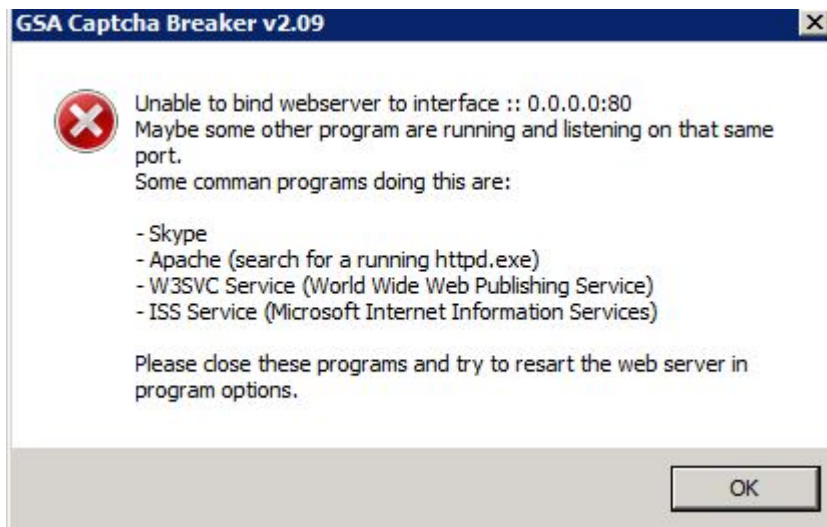 GSA Captcha Breaker v2.09
Unable to bind webserver to interface :: 0.0.0.0:80
Maybe some other program are running and listening on that same
port.
Some comman programs doing this are:
- Skype
- Apache (search for a running httpd.exe)
- W3SVC Service (World Wide Web Publishing Service)
- ISS Service (Microsoft Internet Information Services)
Please close these programs and try to resart the web server in
program options.
OK